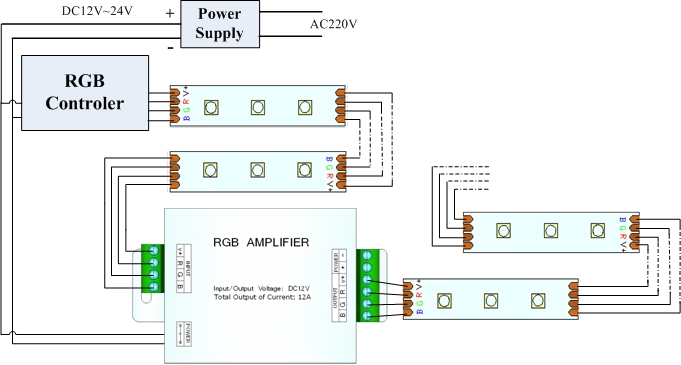 DC12V~24V
+
-
Power
Supply
AC220V
RGB
Controler
V+
R
G
B
B
G
R
V+
RGB AMPLIFIER
Input/Output Voltage: DC12V
Total Output of Current: 12A
INPUT
V+
R
G
B
POWER
POWER
-
+
OUTPUT
V+
R
G
B
V+
R
G
B
B
G
R
V+